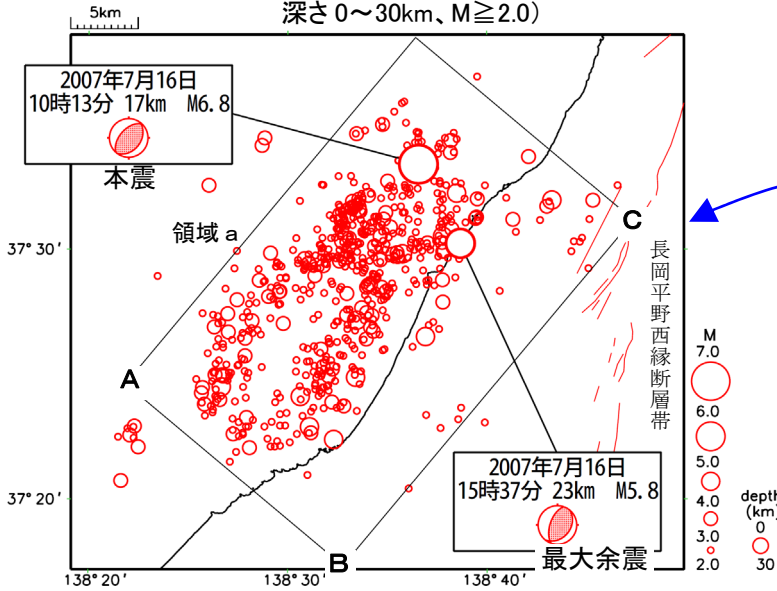 5km
深さ0～30km、M≧2.0)
2007年7月16日
10時13分 17km M6.8
本震
領域a
C
37°30′
長岡平野西縁断層帯
A
M
7.0
6.0
5.0
4.0
3.0
2.0
depth
(km)
0
30
2007年7月16日
15時37分 23km M5.8
最大余震
37°20′
B
138°20′
138°30′
138°40′